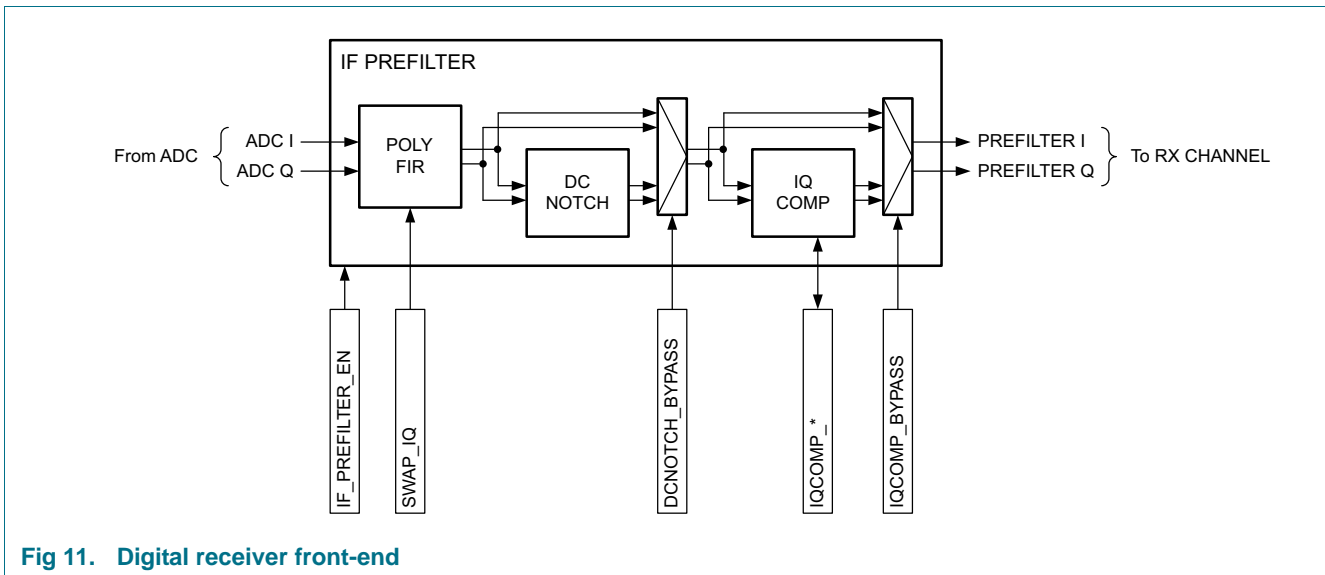 IF PREFILTER
From ADC
ADC I
ADC Q
POLY
FIR
DC
NOTCH
IQ
COMP
PREFILTER I
PREFILTER Q
To RX CHANNEL
IF_PREFILTER_EN
SWAP_IQ
DCNOTCH_BYPASS
IQCOMP_*
IQCOMP_BYPASS
Fig 11. Digital receiver front-end